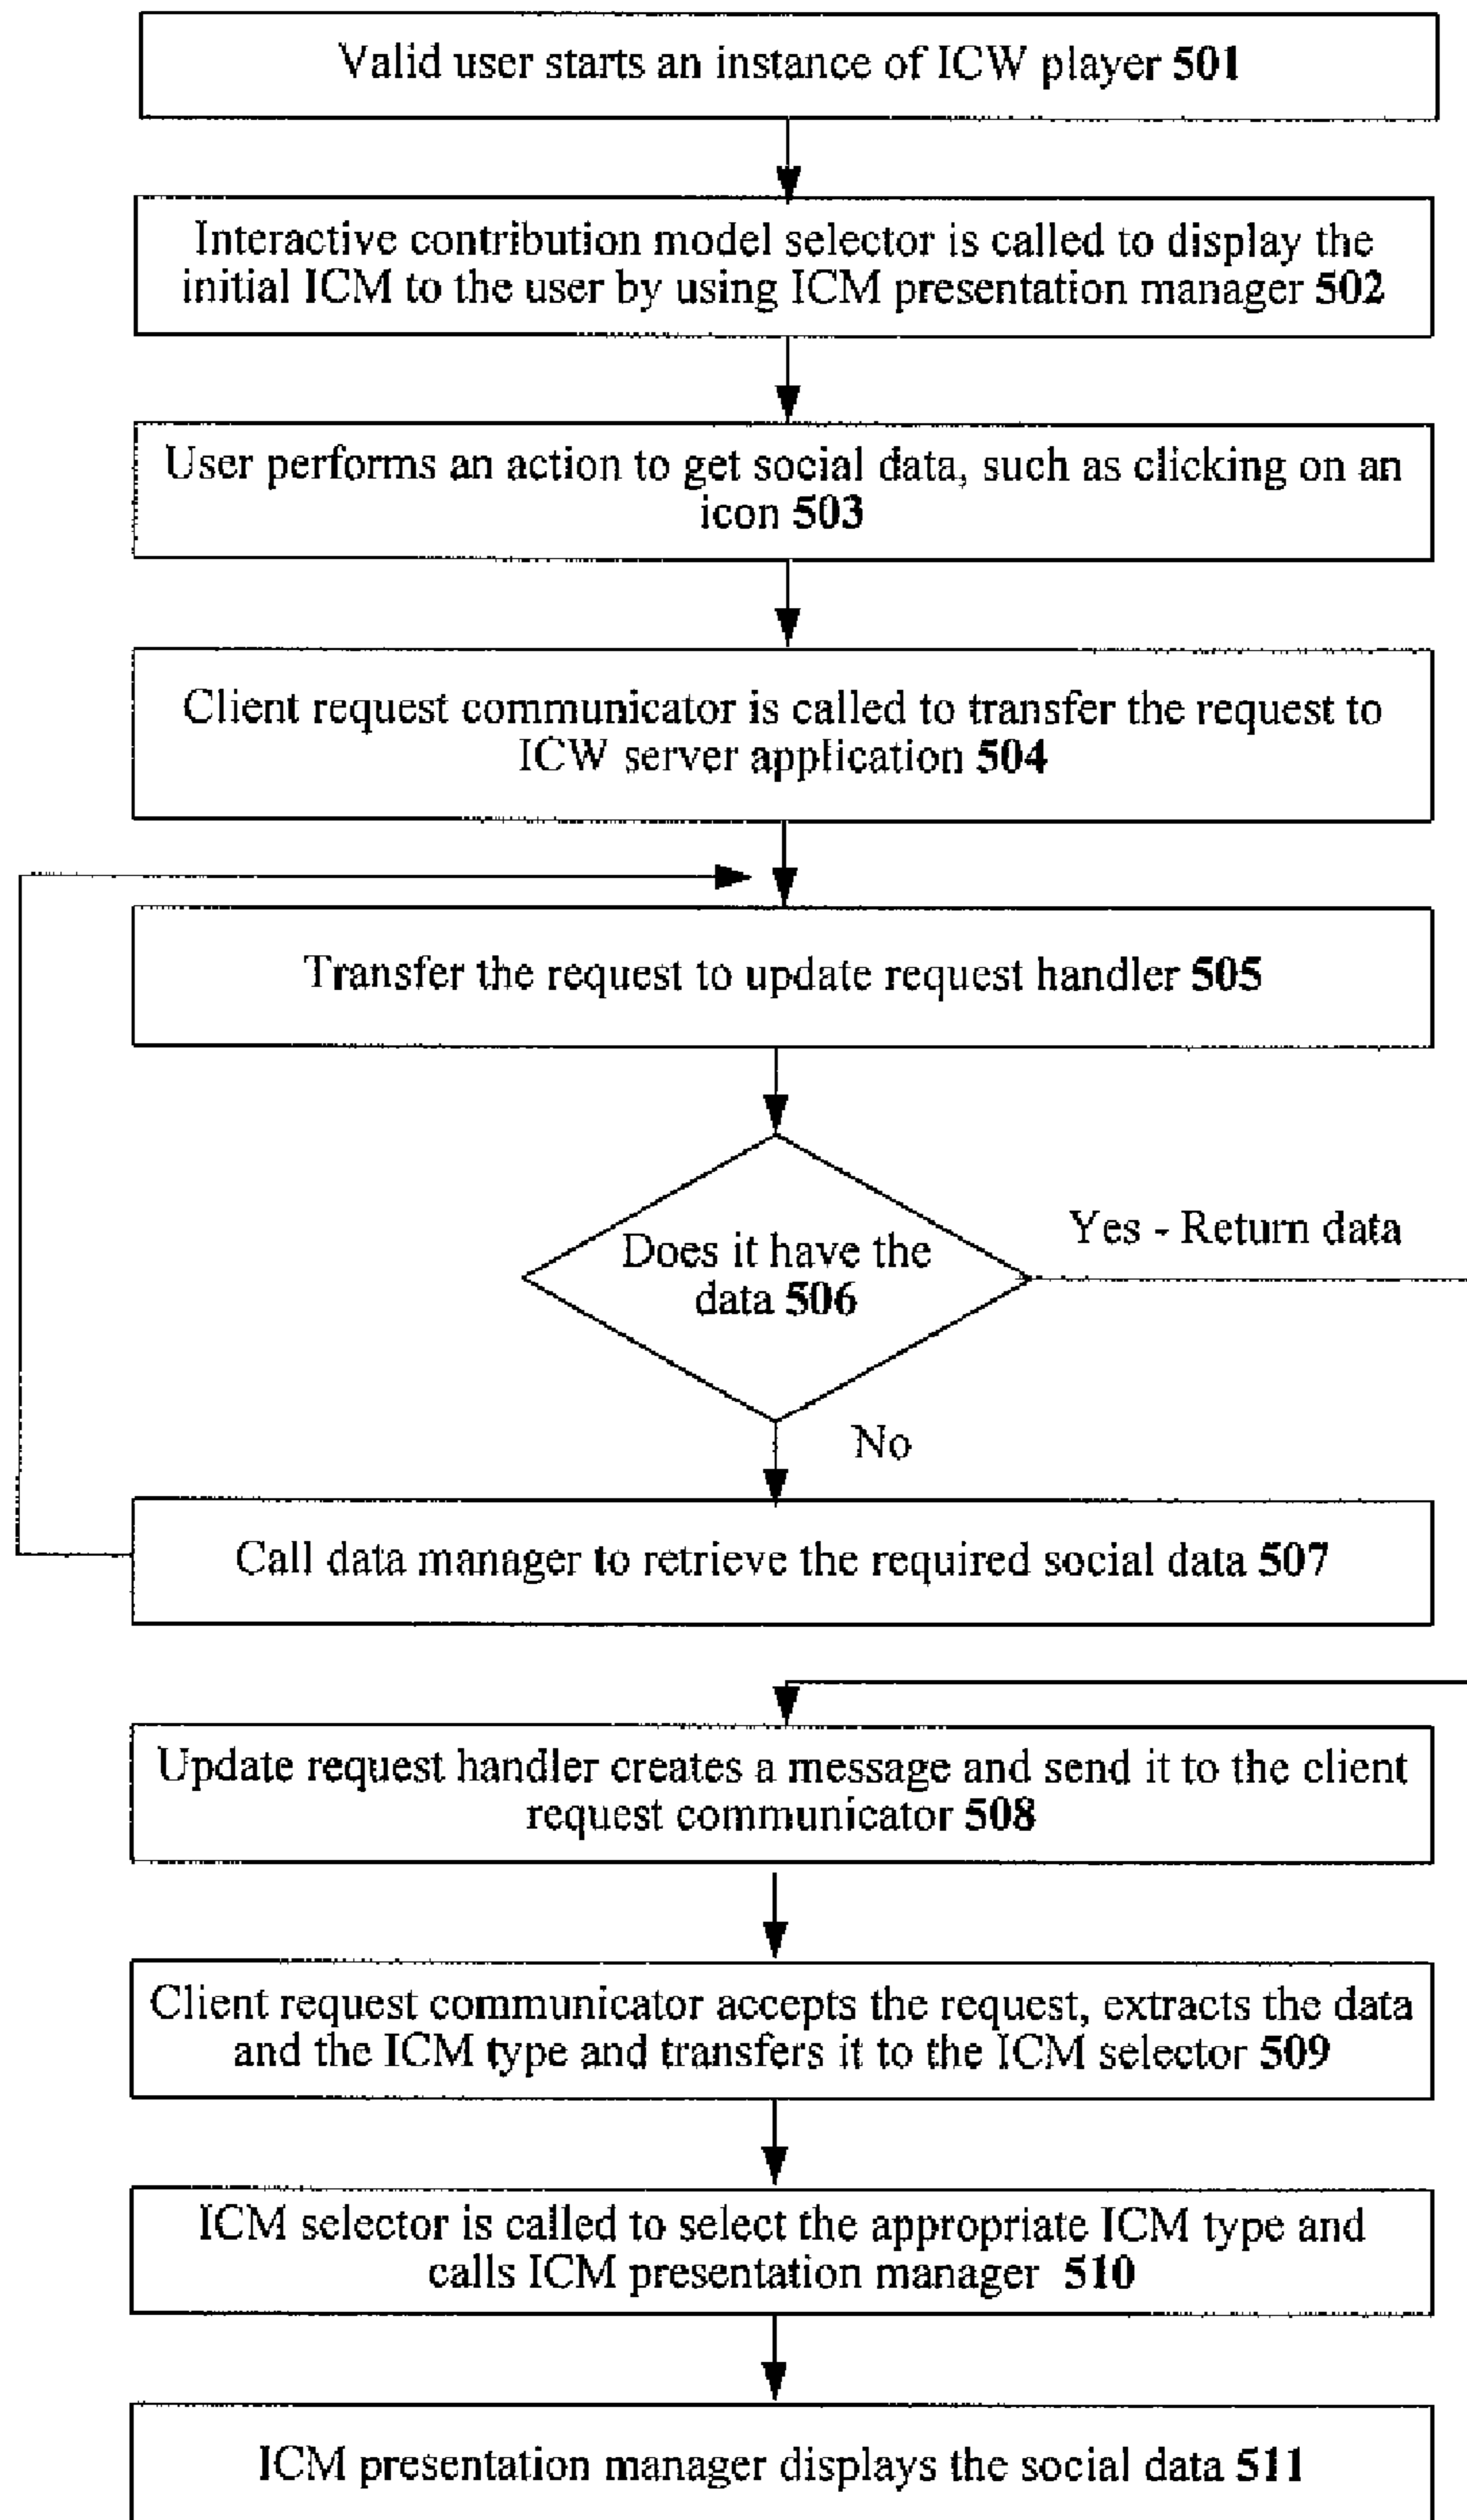 Valid user starts an instance of ICW player 501
Interactive contribution model selector is called to display the
initial ICM to the user by using ICM presentation manager 502
User performs an action to get social data, such as clicking on an
icon 503
Client request communicator is called to transfer the request to
ICW server application 504
Transfer the request to update request handler 505
Does it have the
data 506
Yes - Return data
No
Call data manager to retrieve the required social data 507
Update request handler creates a message and send it to the client
request communicator 508
Client request communicator accepts the request, extracts the data
and the ICM type and transfers it to the ICM selector 509
ICM selector is called to select the appropriate ICM type and
calls ICM presentation manager 510
ICM presentation manager displays the social data 511